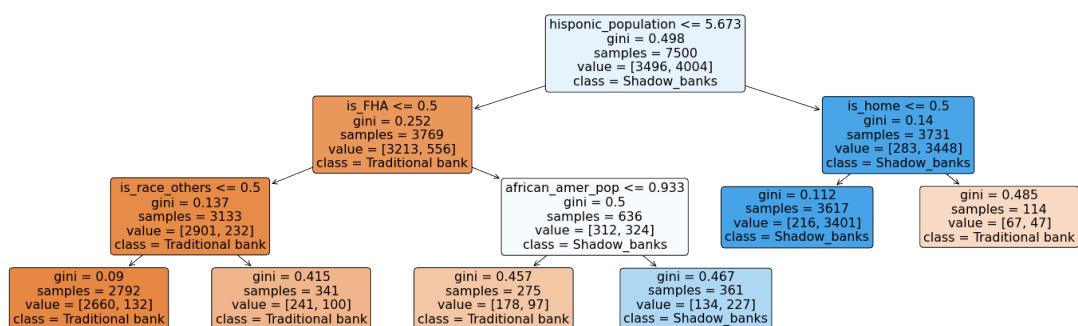 hisponic_population <= 5.673
gini = 0.498
samples = 7500
value = [3496, 4004]
class = Shadow_banks
is_FHA <= 0.5
gini = 0.252
samples = 3769
value = [3213, 556]
class = Traditional bank
is_home <= 0.5
gini = 0.14
samples = 3731
value = [283, 3448]
class = Shadow_banks
is_race_others <= 0.5
gini = 0.137
samples = 3133
value = [2901, 232]
class = Traditional bank
african_amer_pop <= 0.933
gini = 0.5
samples = 636
value = [312, 324]
class = Shadow_banks
gini = 0.112
samples = 3617
value = [216, 3401]
class = Shadow_banks
gini = 0.485
samples = 114
value = [67, 47]
class = Traditional bank
gini = 0.09
samples = 2792
value = [2660, 132]
class = Traditional bank
gini = 0.415
samples = 341
value = [241, 100]
class = Traditional bank
gini = 0.457
samples = 275
value = [178, 97]
class = Traditional bank
gini = 0.467
samples = 361
value = [134, 227]
class = Shadow_banks